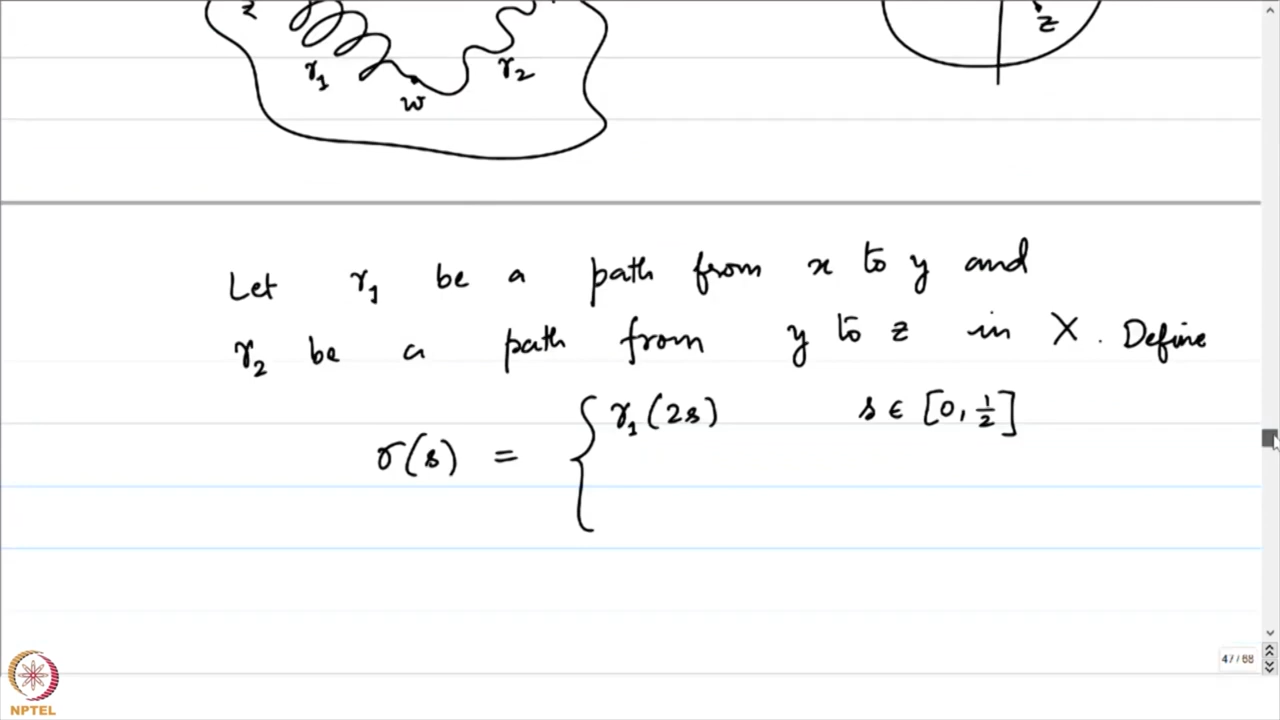 z
γ₁
w
γ₂
z
Let γ₁ be a path from x to y and
γ₂ be a path from y to z in X. Define
σ(s) = { γ₁(2s) s ∈ [0, 1/2]
47 / 68
NPTEL